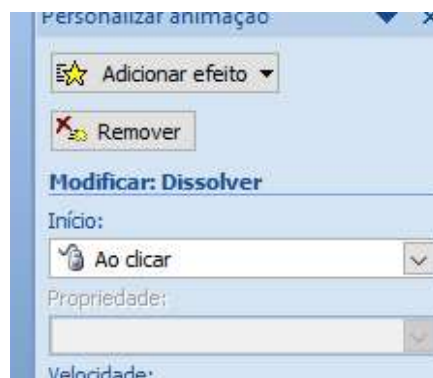 Personalizar animação
Adicionar efeito
Remover
Modificar: Dissolver
Início:
Ao clicar
Propriedade:
Velocidade: